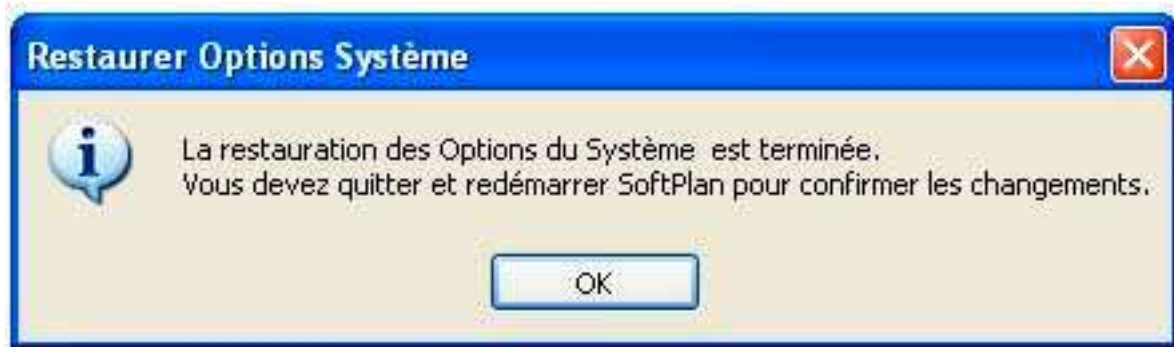 Restaurer Options Système
La restauration des Options du Système est terminée.
Vous devez quitter et redémarrer SoftPlan pour confirmer les changements.
OK